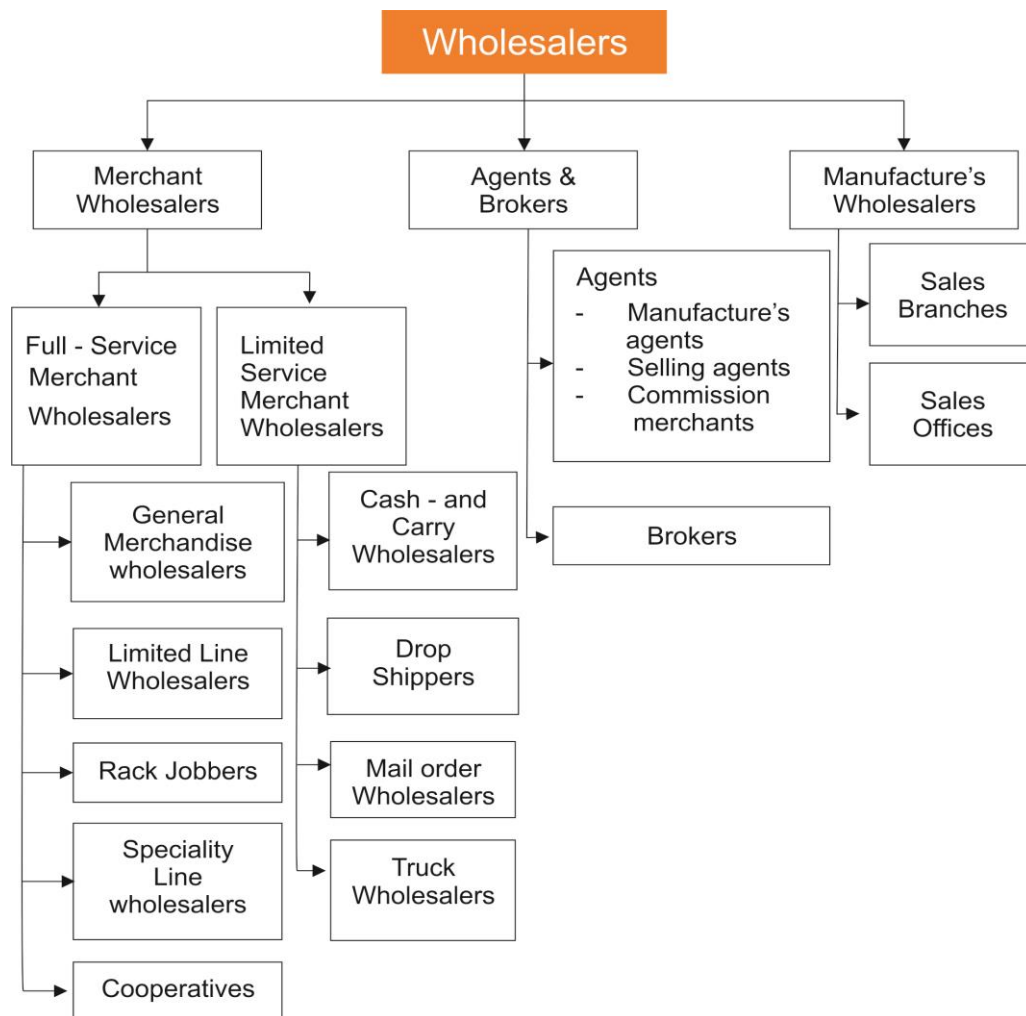 Wholesalers
Merchant
Wholesalers
Agents &
Brokers
Manufacture's
Wholesalers
Full - Service
Merchant
Wholesalers
Limited
Service
Merchant
Wholesalers
Agents
- Manufacture's
agents
- Selling agents
- Commission
merchants
Sales
Branches
Sales
Offices
General
Merchandise
wholesalers
Cash - and
Carry
Wholesalers
Brokers
Limited Line
Wholesalers
Drop
Shippers
Rack Jobbers
Mail order
Wholesalers
Speciality
Line
wholesalers
Truck
Wholesalers
Cooperatives